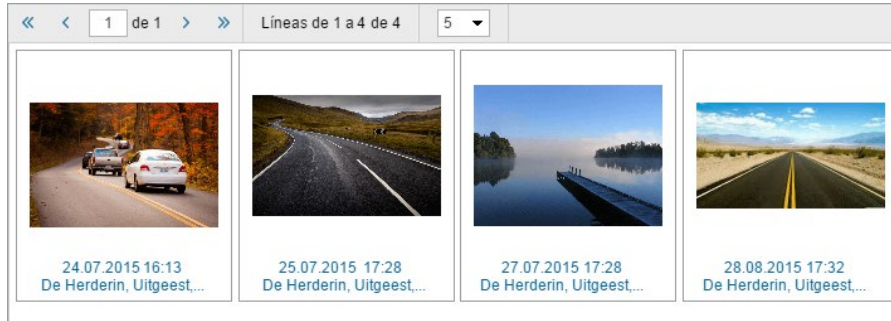 « < 1 de 1 > » Líneas de 1 a 4 de 4 5
24.07.2015 16:13
De Herderin, Uitgeest,...
25.07.2015 17:28
De Herderin, Uitgeest,...
27.07.2015 17:28
De Herderin, Uitgeest,...
28.08.2015 17:32
De Herderin, Uitgeest,...